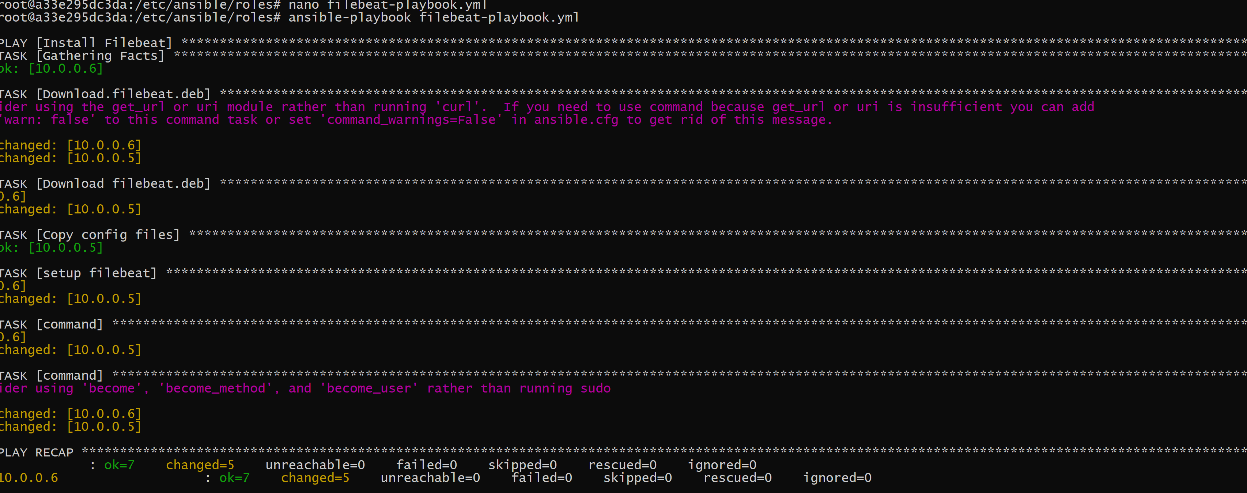 root@a33e295dc3da:/etc/ansible/roles# nano filebeat-playbook.yml
root@a33e295dc3da:/etc/ansible/roles# ansible-playbook filebeat-playbook.yml
PLAY [Install Filebeat] ****************************************************************************************************************************************
TASK [Gathering Facts] *****************************************************************************************************************************************
ok: [10.0.0.6]
TASK [Download.filebeat.deb] ***********************************************************************************************************************************
ider using the get_url or uri module rather than running 'curl'.  If you need to use command because get_url or uri is insufficient you can add
'warn: false' to this command task or set 'command_warnings=False' in ansible.cfg to get rid of this message.
changed: [10.0.0.6]
changed: [10.0.0.5]
TASK [Download filebeat.deb] ***********************************************************************************************************************************
0.6]
changed: [10.0.0.5]
TASK [Copy config files] ***************************************************************************************************************************************
ok: [10.0.0.5]
TASK [setup filebeat] ******************************************************************************************************************************************
0.6]
changed: [10.0.0.5]
TASK [command] *************************************************************************************************************************************************
0.6]
changed: [10.0.0.5]
TASK [command] *************************************************************************************************************************************************
ider using 'become', 'become_method', and 'become_user' rather than running sudo
changed: [10.0.0.6]
changed: [10.0.0.5]
PLAY RECAP *****************************************************************************************************************************************************
: ok=7    changed=5    unreachable=0    failed=0    skipped=0    rescued=0    ignored=0
10.0.0.6                   : ok=7    changed=5    unreachable=0    failed=0    skipped=0    rescued=0    ignored=0